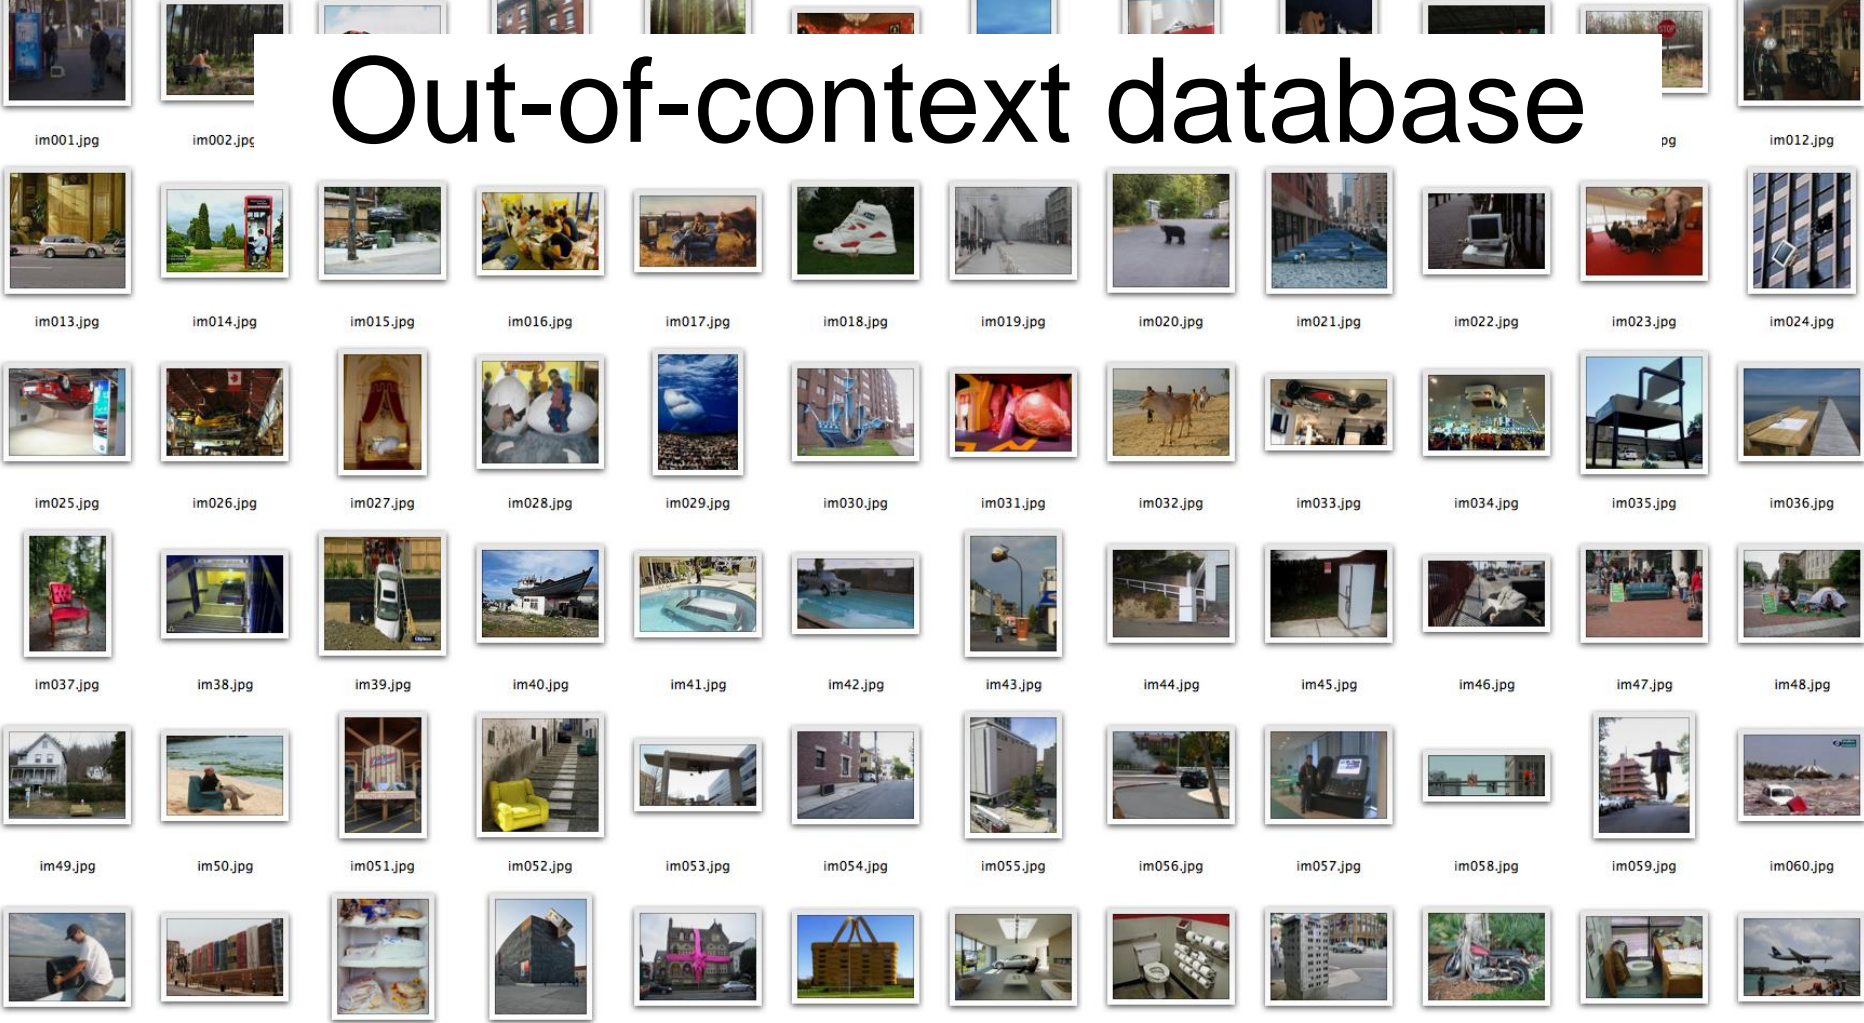 Out-of-context database
im001.jpg im002.jpg pg im012.jpg
im013.jpg im014.jpg im015.jpg im016.jpg im017.jpg im018.jpg im019.jpg im020.jpg im021.jpg im022.jpg im023.jpg im024.jpg
im025.jpg im026.jpg im027.jpg im028.jpg im029.jpg im030.jpg im031.jpg im032.jpg im033.jpg im034.jpg im035.jpg im036.jpg
im037.jpg im38.jpg im39.jpg im40.jpg im41.jpg im42.jpg im43.jpg im44.jpg im45.jpg im46.jpg im47.jpg im48.jpg
im49.jpg im50.jpg im051.jpg im052.jpg im053.jpg im054.jpg im055.jpg im056.jpg im057.jpg im058.jpg im059.jpg im060.jpg